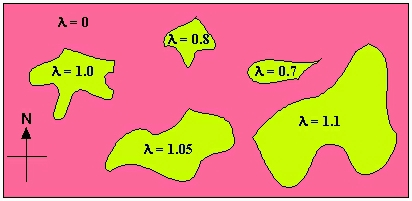 λ = 0
λ = 0.8
λ = 1.0
λ = 0.7
N
λ = 1.1
λ = 1.05